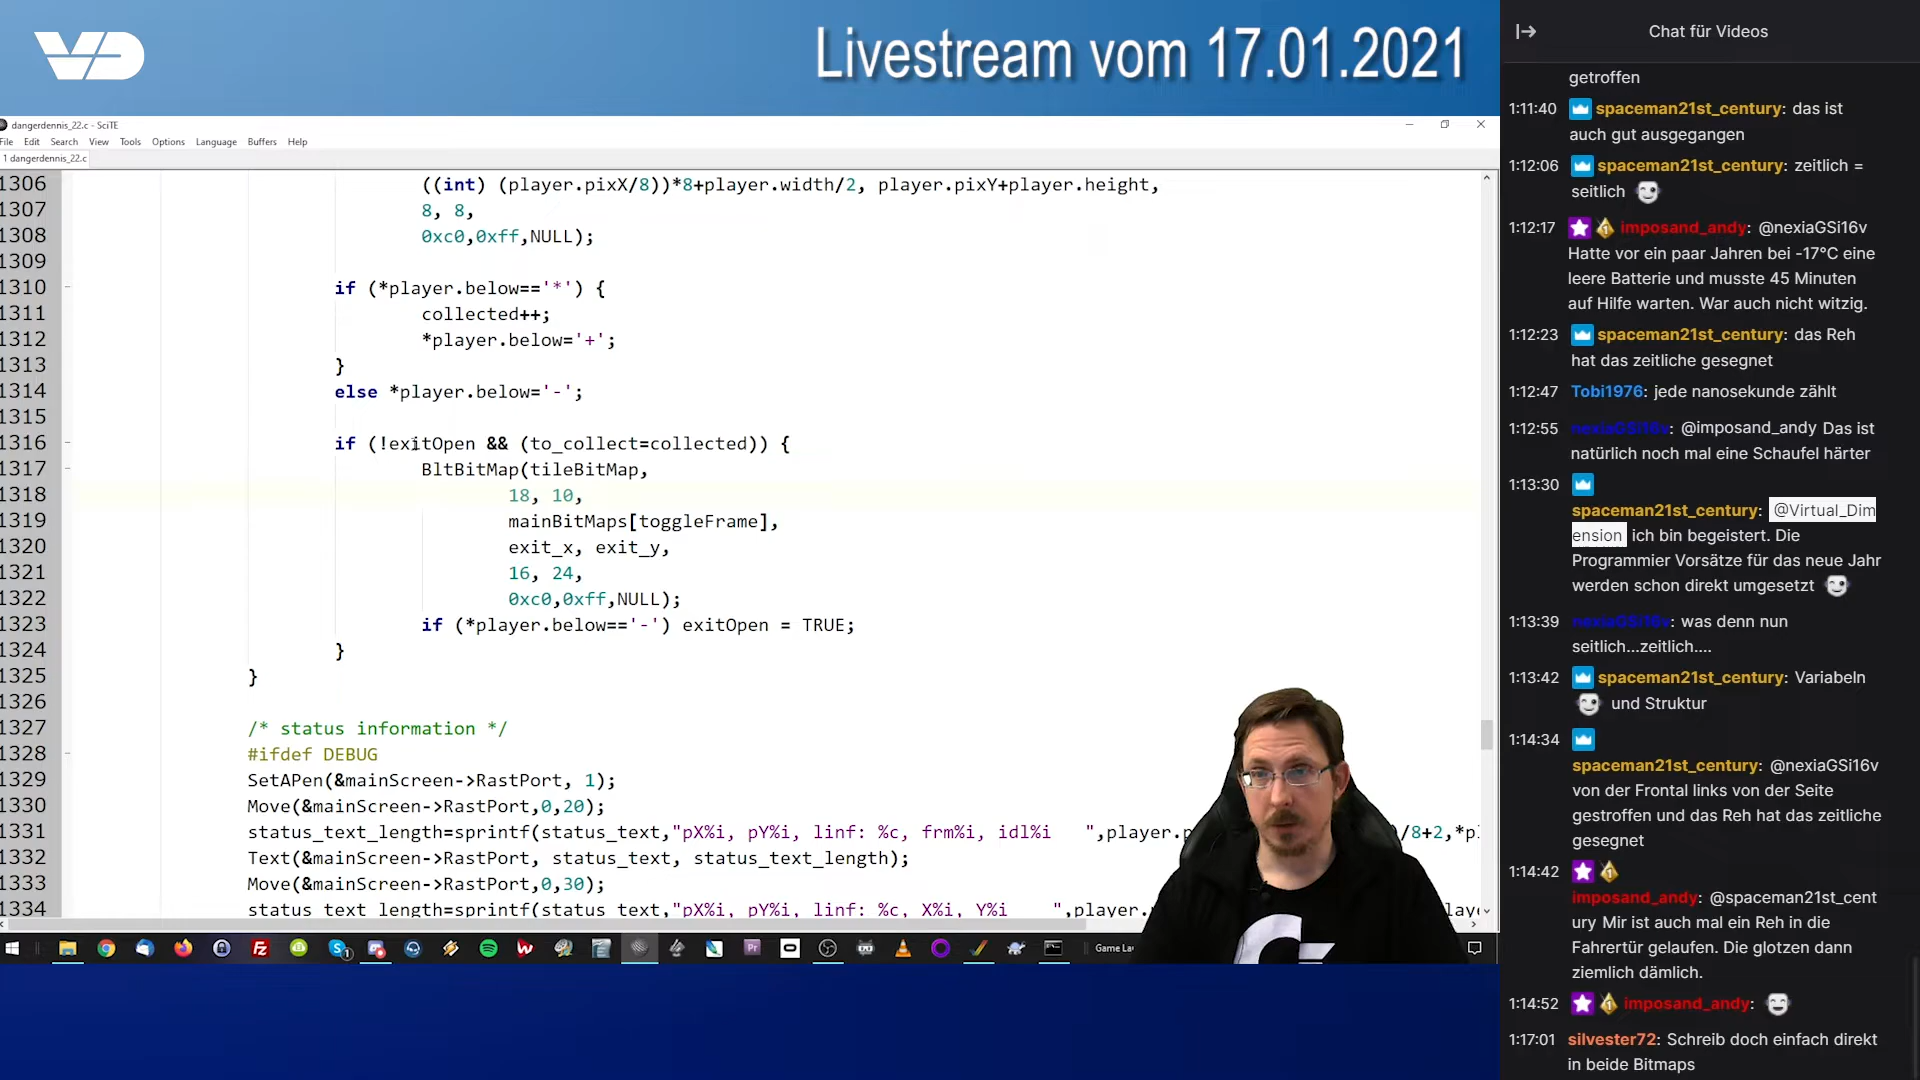 VD
Livestream vom 17.01.2021
dangerdennis_22.c - SciTE
File Edit Search View Tools Options Language Buffers Help
1 dangerdennis_22.c
1306 ((int) (player.pixX/8))*8+player.width/2, player.pixY+player.height,
1307 8, 8,
1308 0xc0,0xff,NULL);
1309
1310 if (*player.below=='*') {
1311 collected++;
1312 *player.below='+';
1313 }
1314 else *player.below='-';
1315
1316 if (!exitOpen && (to_collect=collected)) {
1317 BltBitMap(tileBitMap,
1318 18, 10,
1319 mainBitMaps[toggleFrame],
1320 exit_x, exit_y,
1321 16, 24,
1322 0xc0,0xff,NULL);
1323 if (*player.below=='-') exitOpen = TRUE;
1324 }
1325 }
1326
1327 /* status information */
1328 #ifdef DEBUG
1329 SetAPen(&mainScreen->RastPort, 1);
1330 Move(&mainScreen->RastPort,0,20);
1331 status_text_length=sprintf(status_text,"pX%i, pY%i, linf: %c, frm%i, idl%i ",player.p /8+2,*pl
1332 Text(&mainScreen->RastPort, status_text, status_text_length);
1333 Move(&mainScreen->RastPort,0,30);
1334 status_text_length=sprintf(status_text,"pX%i, pY%i, linf: %c, X%i, Y%i ",player. laye
Game La
Chat für Videos
getroffen
1:11:40 spaceman21st_century: das ist
auch gut ausgegangen
1:12:06 spaceman21st_century: zeitlich =
seitlich
1:12:17 imposand_andy: @nexiaGSi16v
Hatte vor ein paar Jahren bei -17°C eine
leere Batterie und musste 45 Minuten
auf Hilfe warten. War auch nicht witzig.
1:12:23 spaceman21st_century: das Reh
hat das zeitliche gesegnet
1:12:47 Tobi1976: jede nanosekunde zählt
1:12:55 nexiaGSi16v: @imposand_andy Das ist
natürlich noch mal eine Schaufel härter
1:13:30
spaceman21st_century: @Virtual_Dim
ension ich bin begeistert. Die
Programmier Vorsätze für das neue Jahr
werden schon direkt umgesetzt
1:13:39 nexiaGSi16v: was denn nun
seitlich...zeitlich....
1:13:42 spaceman21st_century: Variabeln
und Struktur
1:14:34
spaceman21st_century: @nexiaGSi16v
von der Frontal links von der Seite
gestroffen und das Reh hat das zeitliche
gesegnet
1:14:42
imposand_andy: @spaceman21st_cent
ury Mir ist auch mal ein Reh in die
Fahrertür gelaufen. Die glotzen dann
ziemlich dämlich.
1:14:52 imposand_andy:
1:17:01 silvester72: Schreib doch einfach direkt
in beide Bitmaps